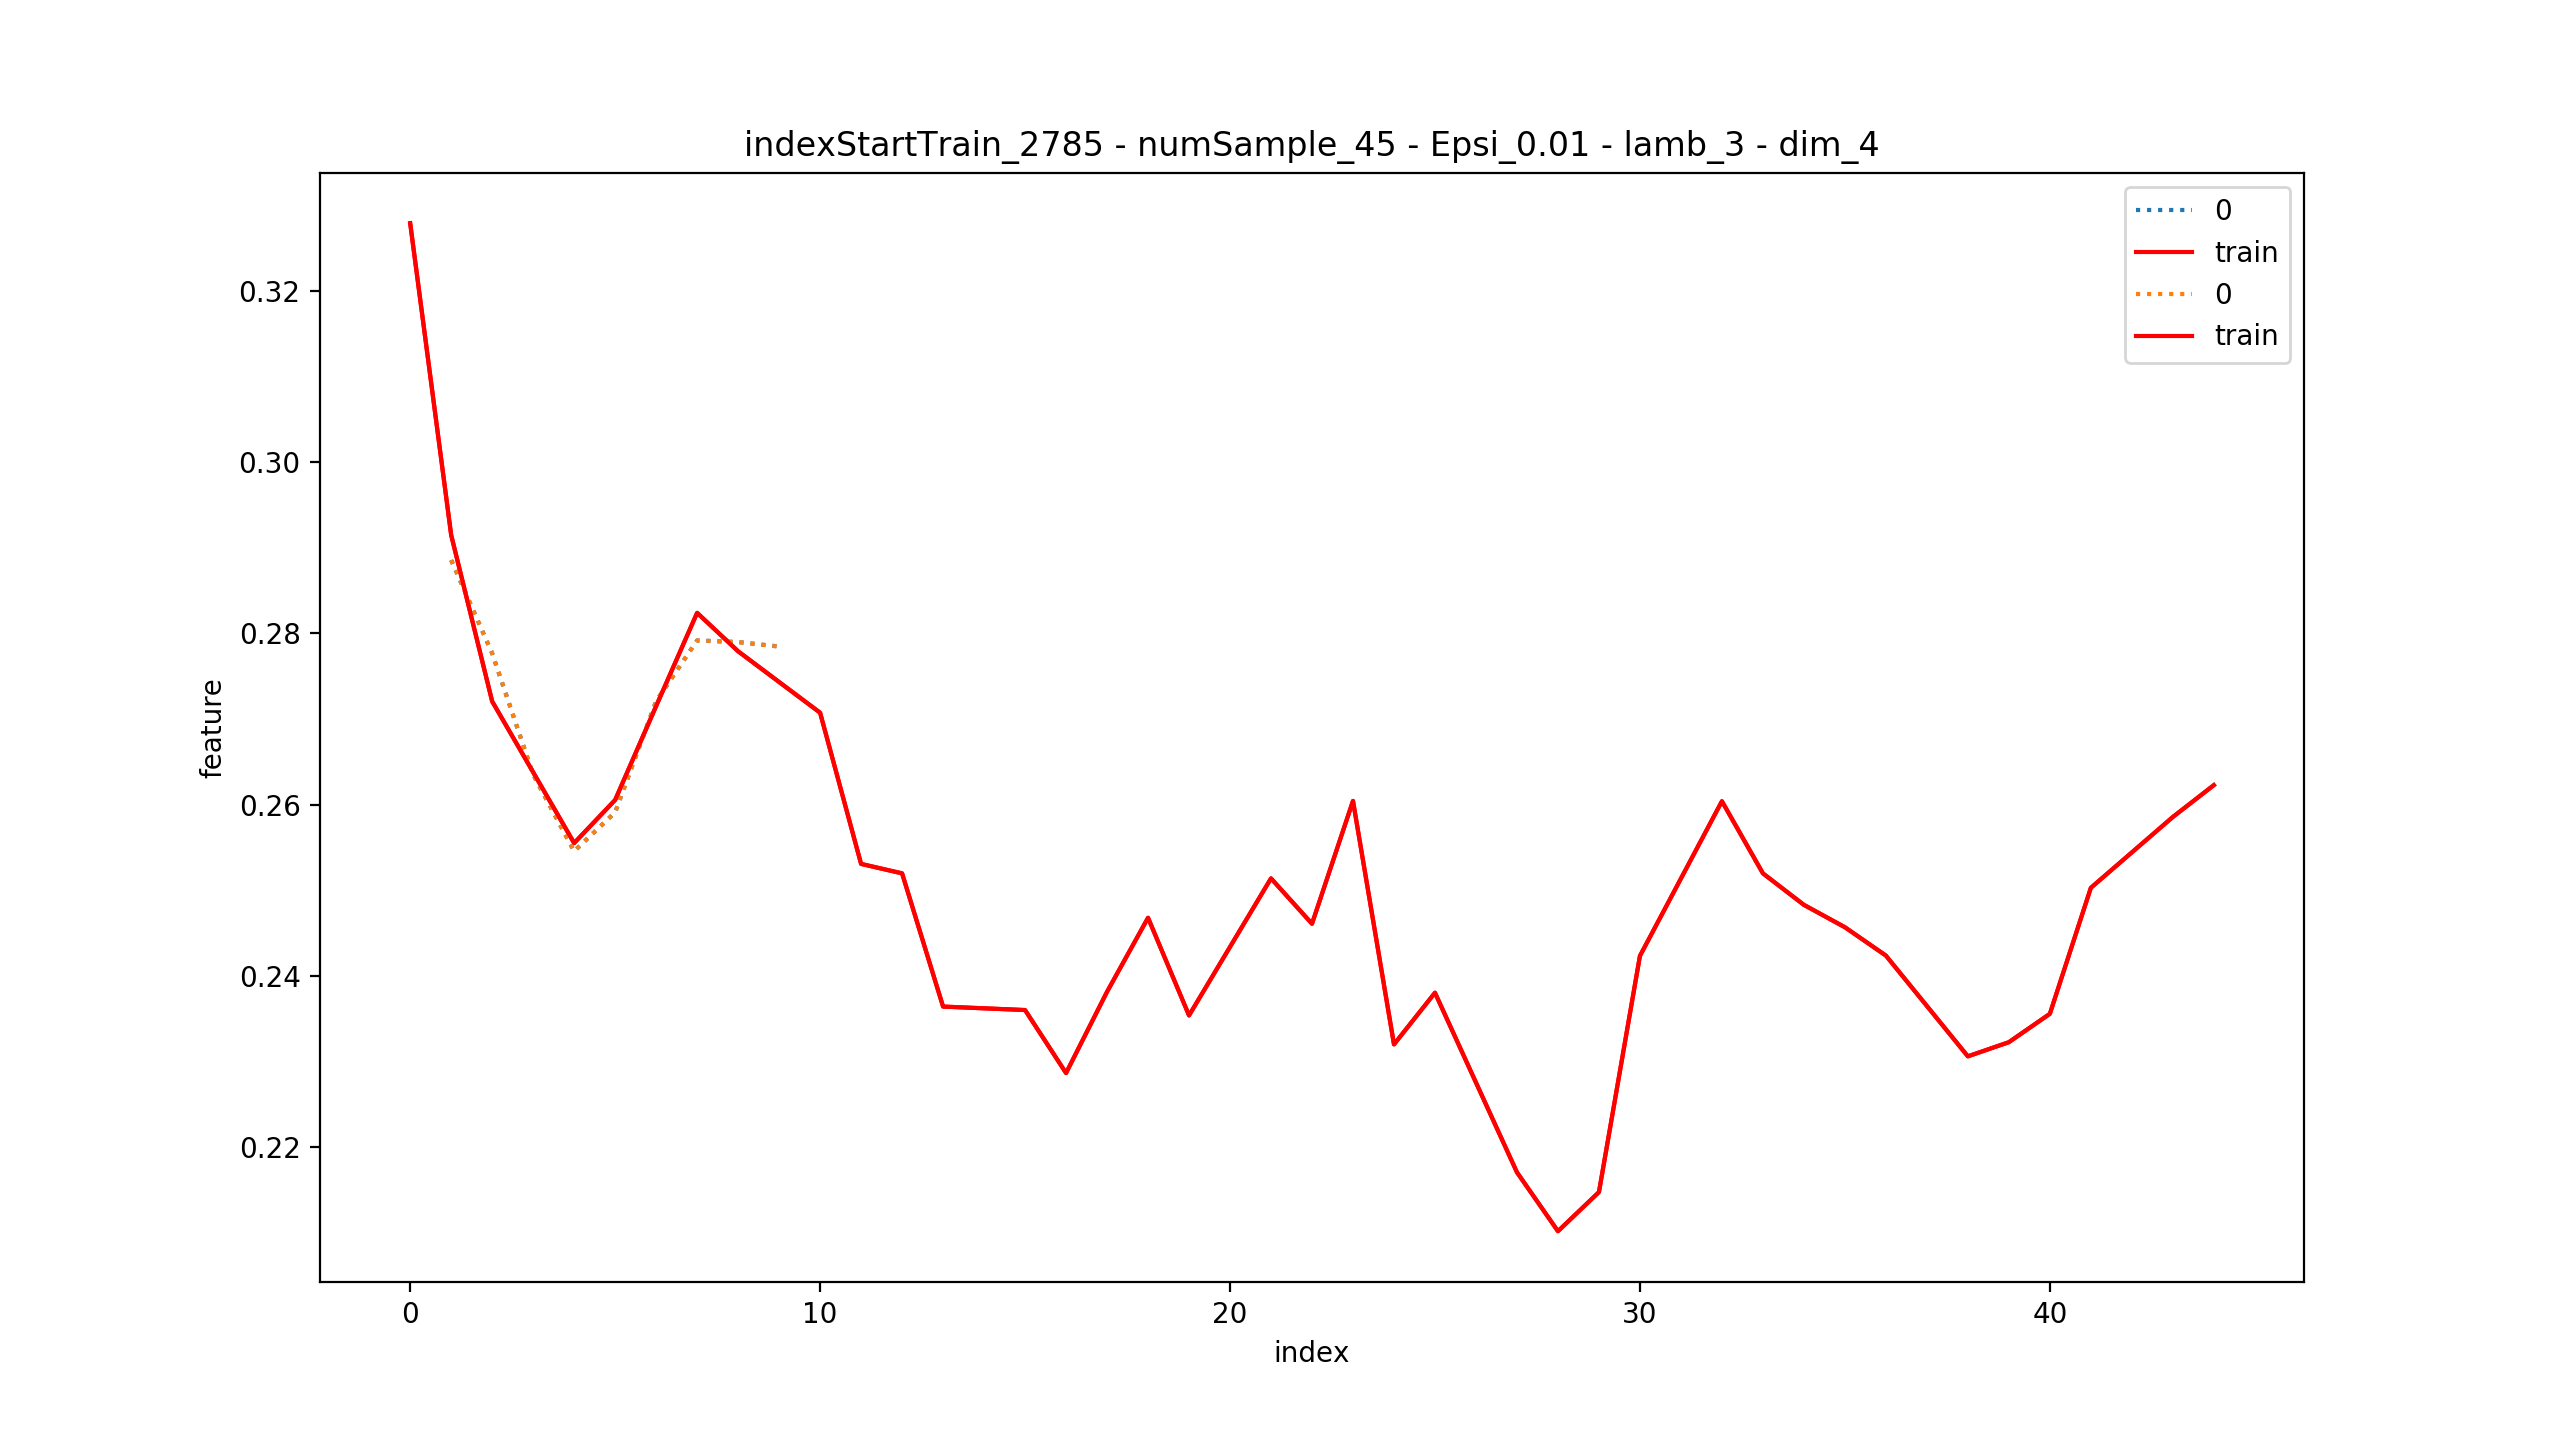 indexStartTrain_2785 - numSample_45 - Epsi_0.01 - lamb_3 - dim_4
0
train
0
train
0.32
0.30
0.28
0.26
0.24
0.22
feature
0 10 20 30 40
index